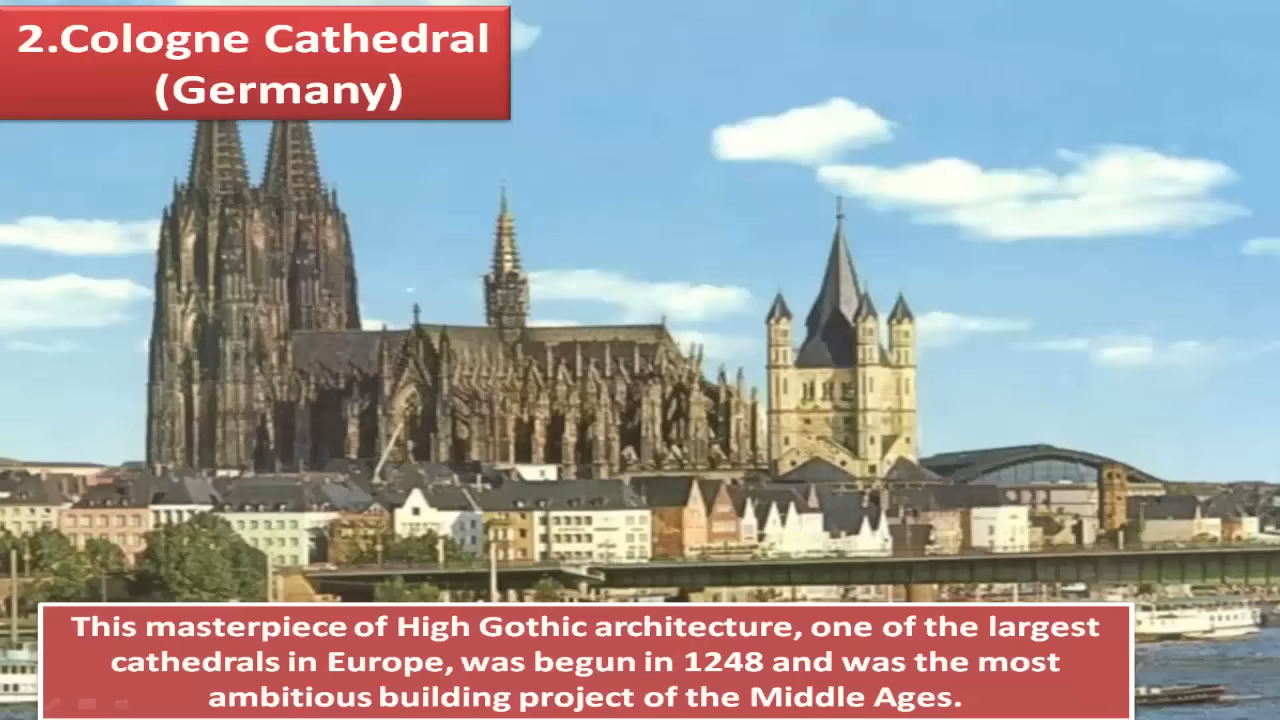 2.Cologne Cathedral
(Germany)
This masterpiece of High Gothic architecture, one of the largest
cathedrals in Europe, was begun in 1248 and was the most
ambitious building project of the Middle Ages.